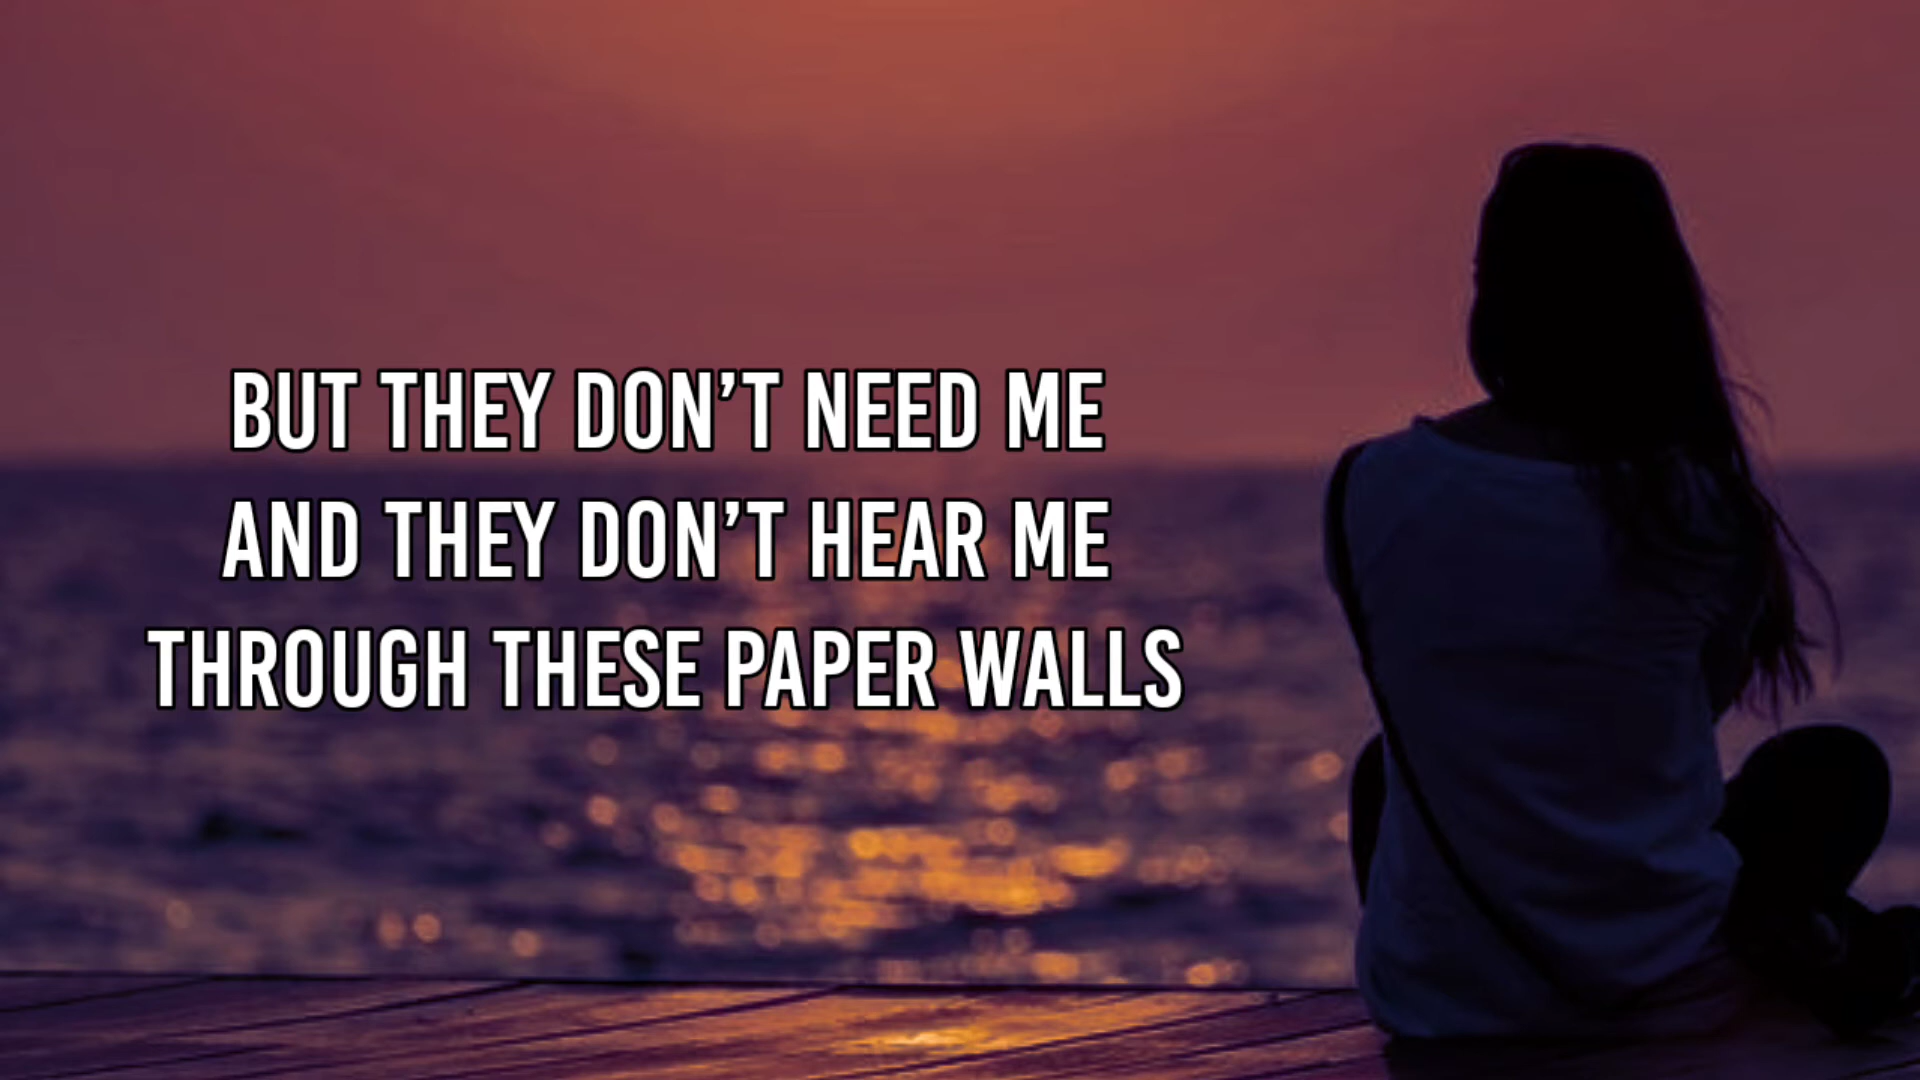 BUT THEY DON'T NEED ME
AND THEY DON'T HEAR ME
THROUGH THESE PAPER WALLS